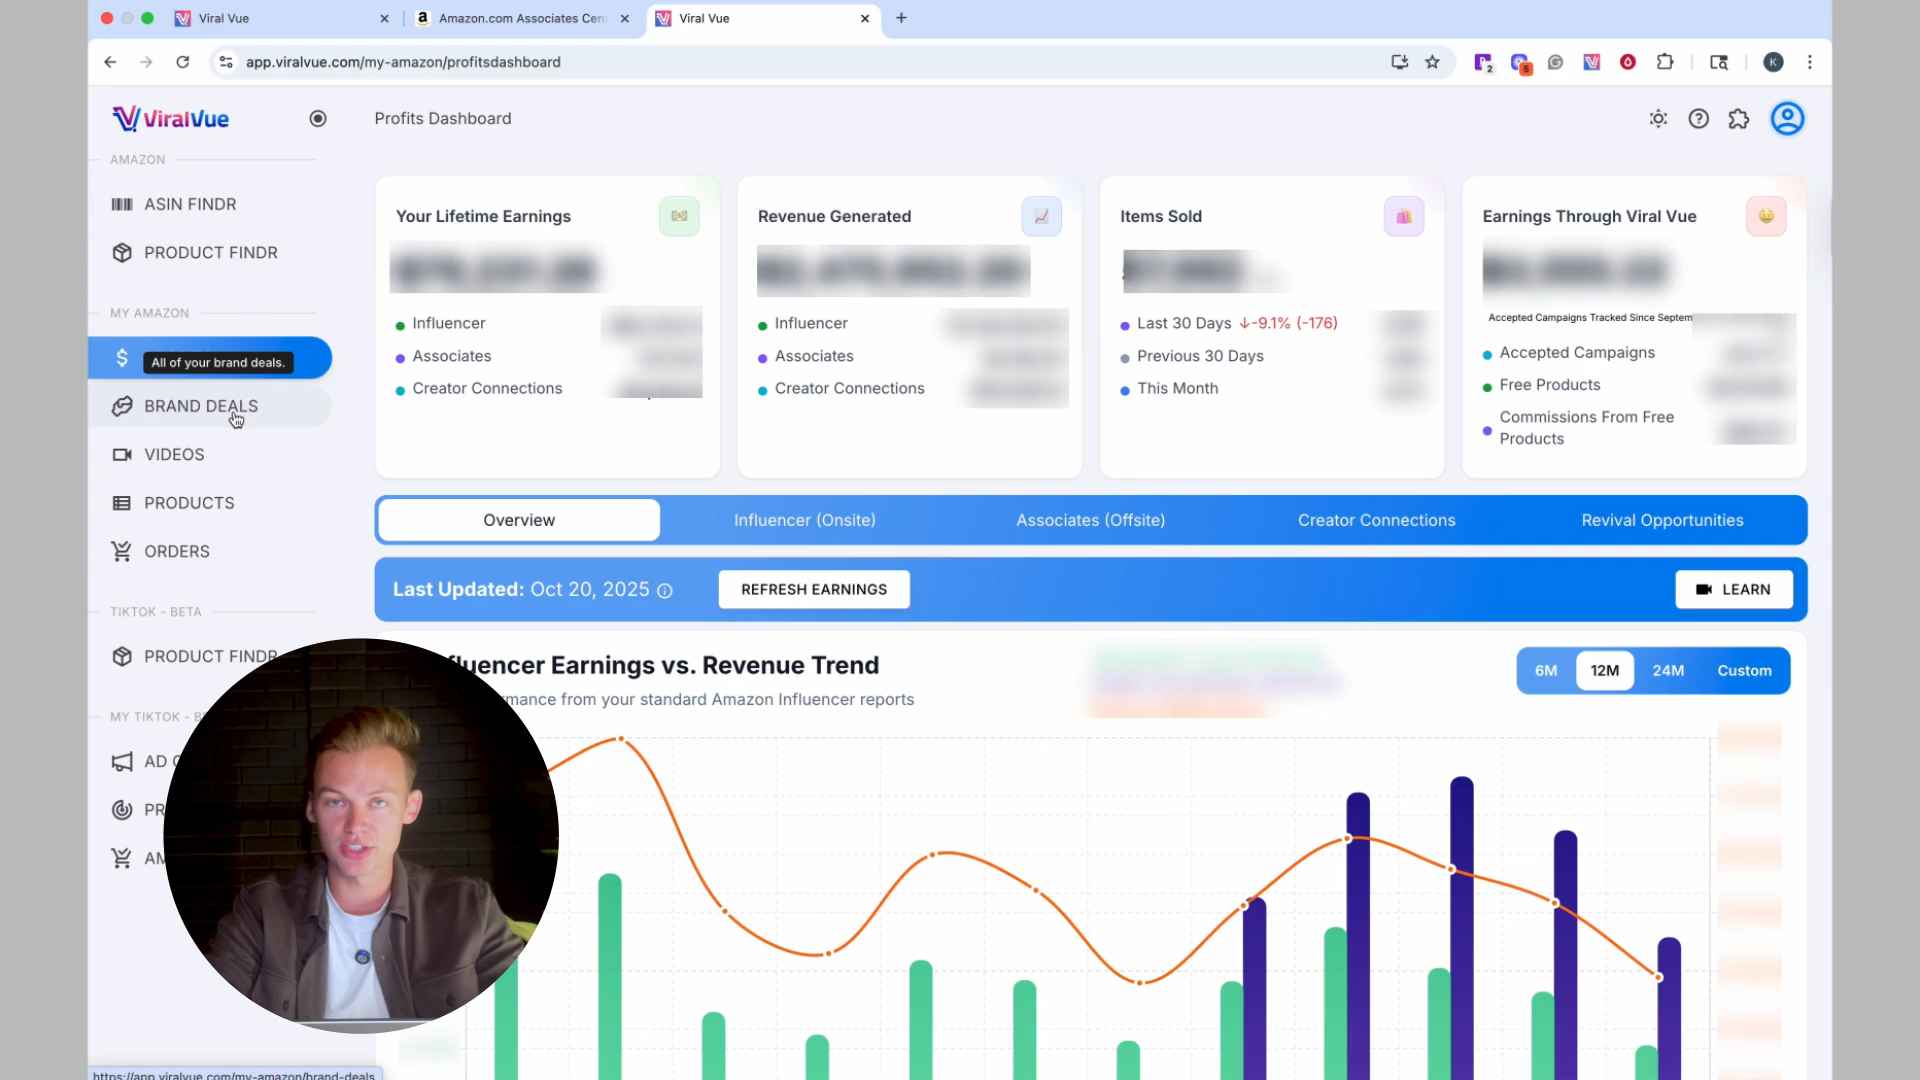 Viral Vue
Amazon.com Associates Cen
Viral Vue
app.viralvue.com/my-amazon/profitsdashboard
2
5
K
ViralVue
Profits Dashboard
AMAZON
ASIN FINDR
PRODUCT FINDR
MY AMAZON
All of your brand deals.
BRAND DEALS
VIDEOS
PRODUCTS
ORDERS
TIKTOK - BETA
PRODUCT FINDR
MY TIKTOK - B
AD
PR
AM
Your Lifetime Earnings
Influencer
Associates
Creator Connections
Revenue Generated
Influencer
Associates
Creator Connections
Items Sold
Last 30 Days ↓-9.1% (-176)
Previous 30 Days
This Month
Earnings Through Viral Vue
Accepted Campaigns Tracked Since Septem
Accepted Campaigns
Free Products
Commissions From Free
Products
Overview
Influencer (Onsite)
Associates (Offsite)
Creator Connections
Revival Opportunities
Last Updated: Oct 20, 2025
REFRESH EARNINGS
LEARN
fluencer Earnings vs. Revenue Trend
mance from your standard Amazon Influencer reports
6M
12M
24M
Custom
https://app.viralvue.com/my-amazon/brand-deals